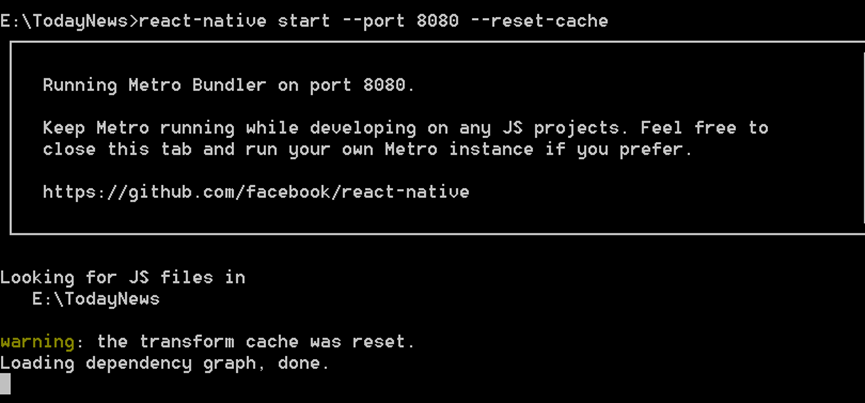 E:\TodayNews>react-native start --port 8080 --reset-cache
Running Metro Bundler on port 8080.
Keep Metro running while developing on any JS projects. Feel free to
close this tab and run your own Metro instance if you prefer.
https://github.com/facebook/react-native
Looking for JS files in
E:\TodayNews
warning: the transform cache was reset.
Loading dependency graph, done.